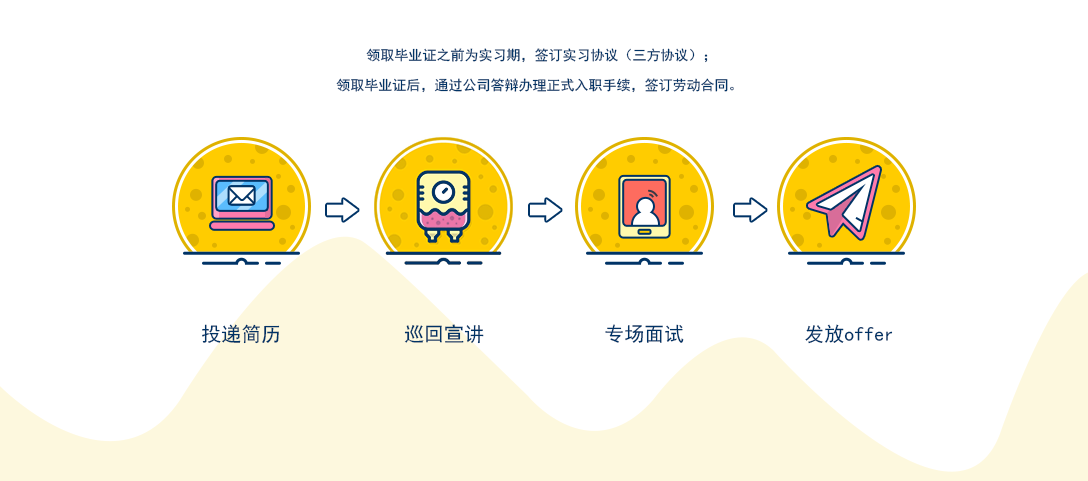 领取毕业证之前为实习期，签订实习协议（三方协议）；
领取毕业证后，通过公司答辩办理正式入职手续，签订劳动合同。
投递简历
巡回宣讲
专场面试
发放offer